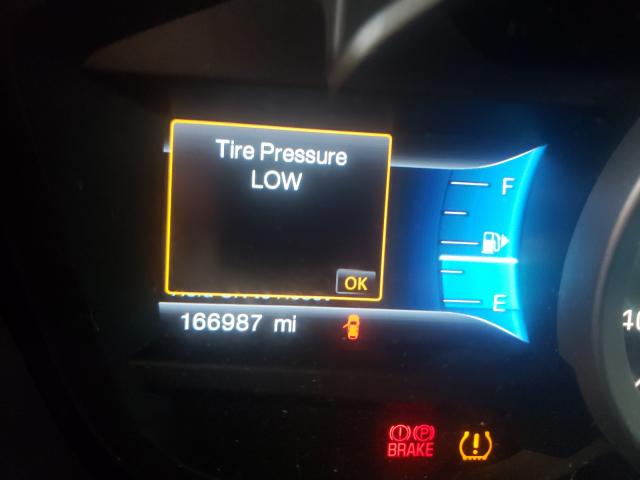 Tire Pressure
LOW
F
OK
E
166987 mi
P
BRAKE